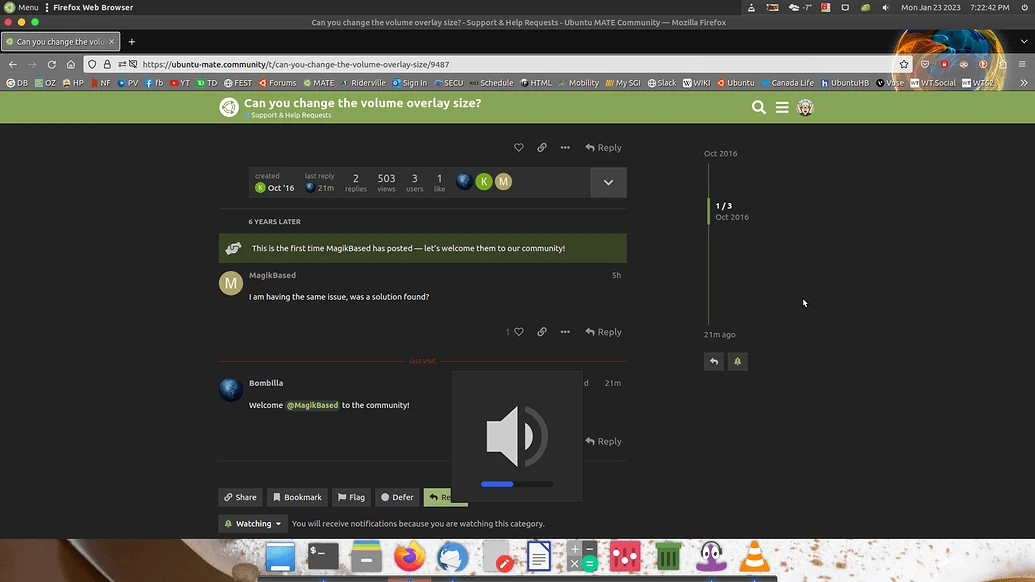 Menu Firefox Web Browser -7° Mon Jan 23 2023 7:22:42 PM
Can you change the volume overlay size? - Support & Help Requests - Ubuntu MATE Community — Mozilla Firefox
Can you change the volu
https://ubuntu-mate.community/t/can-you-change-the-volume-overlay-size/9487
DB OZ HP NF PV fb YT TD FEST Forums MATE Riderville Sign In SECU Schedule HTML Mobility My SGI Slack WIKI Ubuntu Canada Life UbuntuHB Vose WT.Social WTS2
Can you change the volume overlay size?
Support & Help Requests
Oct 2016
Reply
created
K Oct '16
last reply
21m
2
replies
503
views
3
users
1
like
K M
1 / 3
Oct 2016
6 YEARS LATER
This is the first time MagikBased has posted — let's welcome them to our community!
M
MagikBased 5h
I am having the same issue, was a solution found?
1 Reply
21m ago
last visit
Bombilla d 21m
Welcome @MagikBased to the community!
Reply
Share Bookmark Flag Defer Re
Watching You will receive notifications because you are watching this category.